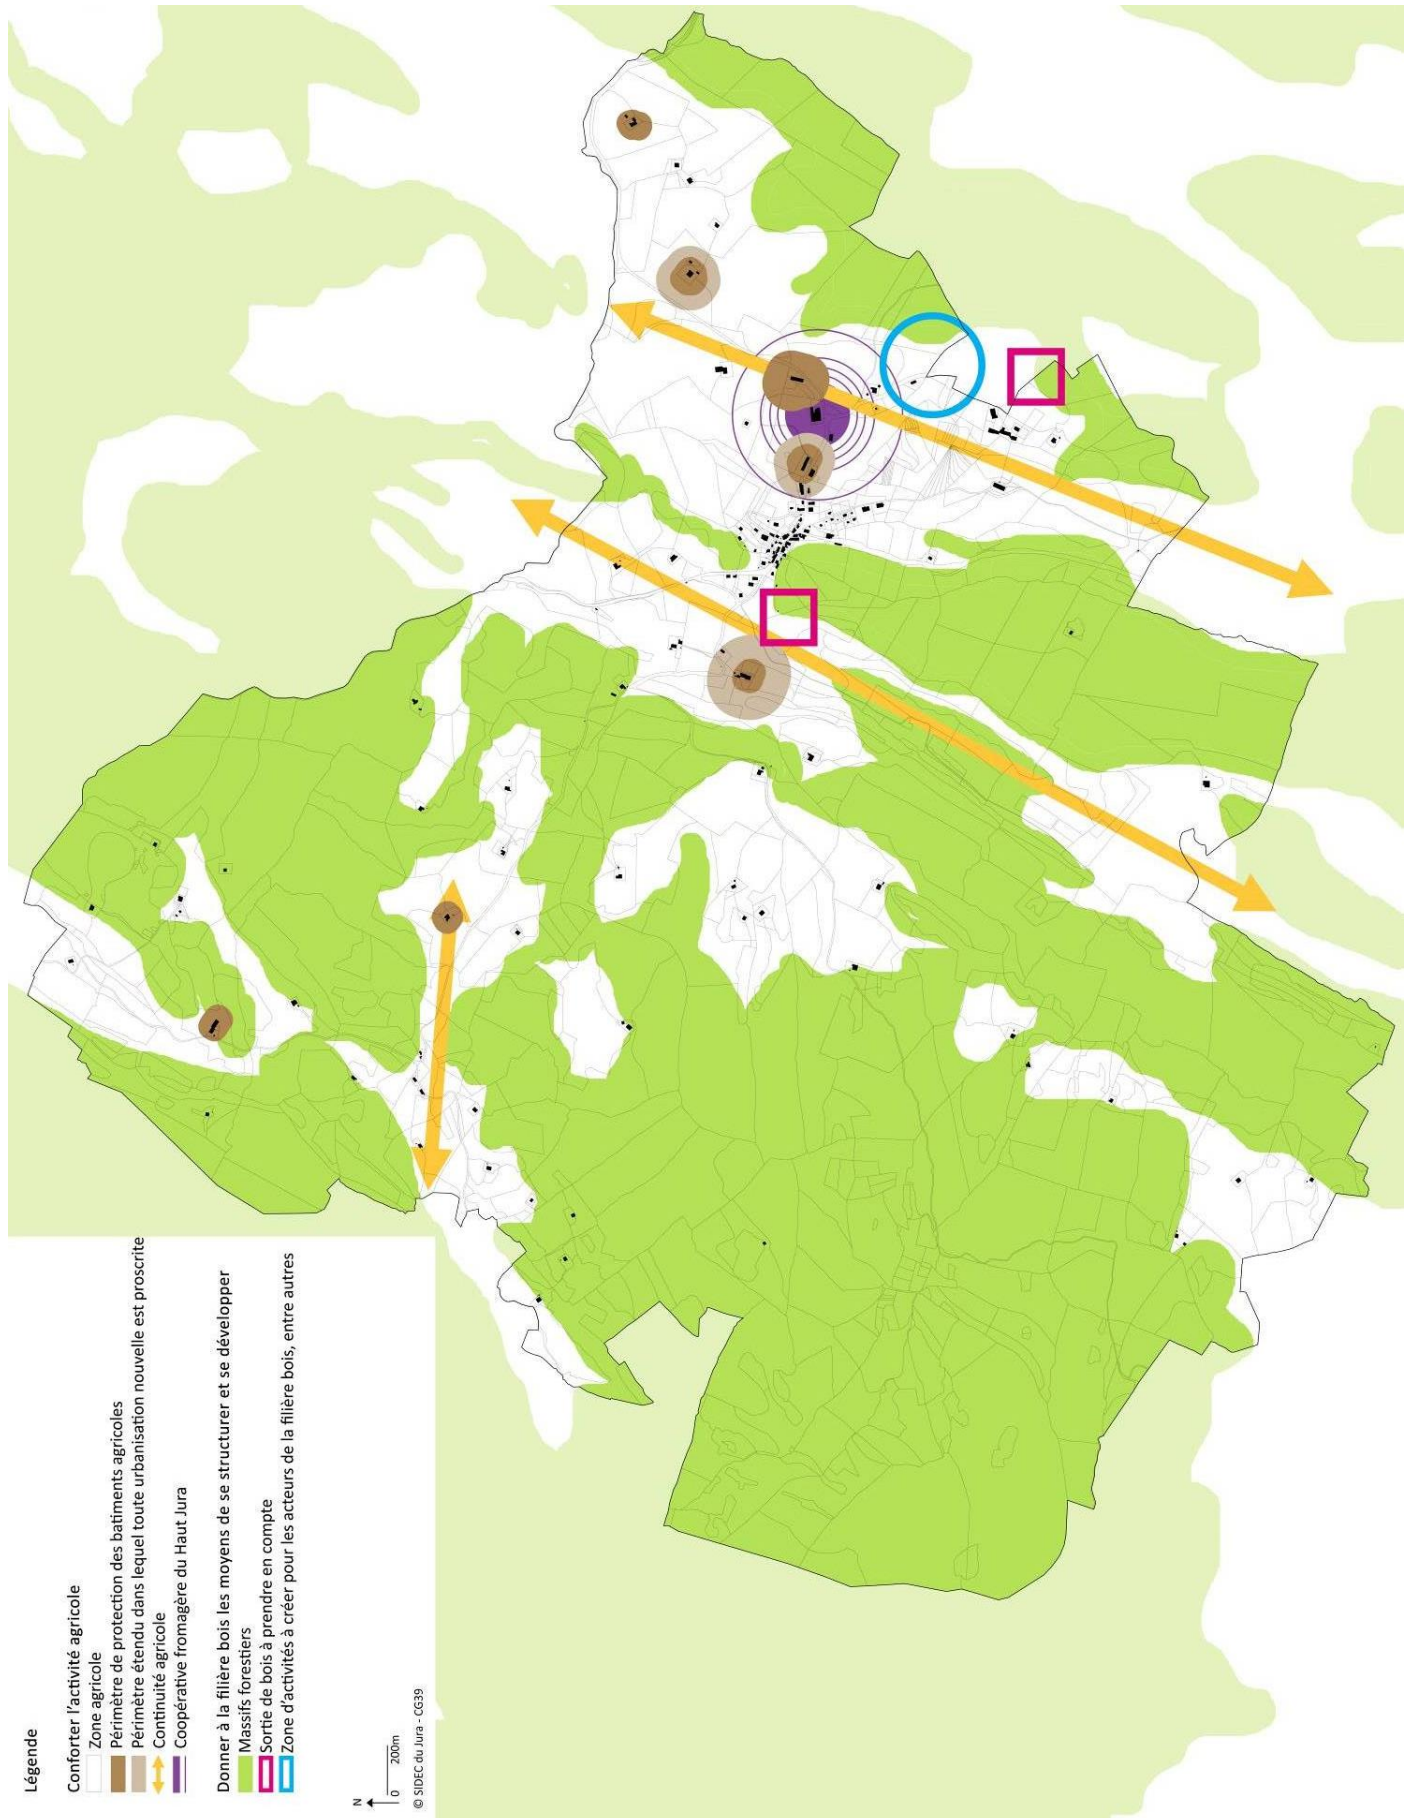 Légende
Conforter l'activité agricole
Zone agricole
Périmètre de protection des batiments agricoles
Périmètre étendu dans lequel toute urbanisation nouvelle est proscrite
Continuité agricole
Coopérative fromagère du Haut Jura
Donner à la filière bois les moyens de se structurer et se développer
Massifs forestiers
Sortie de bois à prendre en compte
Zone d'activités à créer pour les acteurs de la filière bois, entre autres
N
0 200m
© SIDEC du Jura - CG39